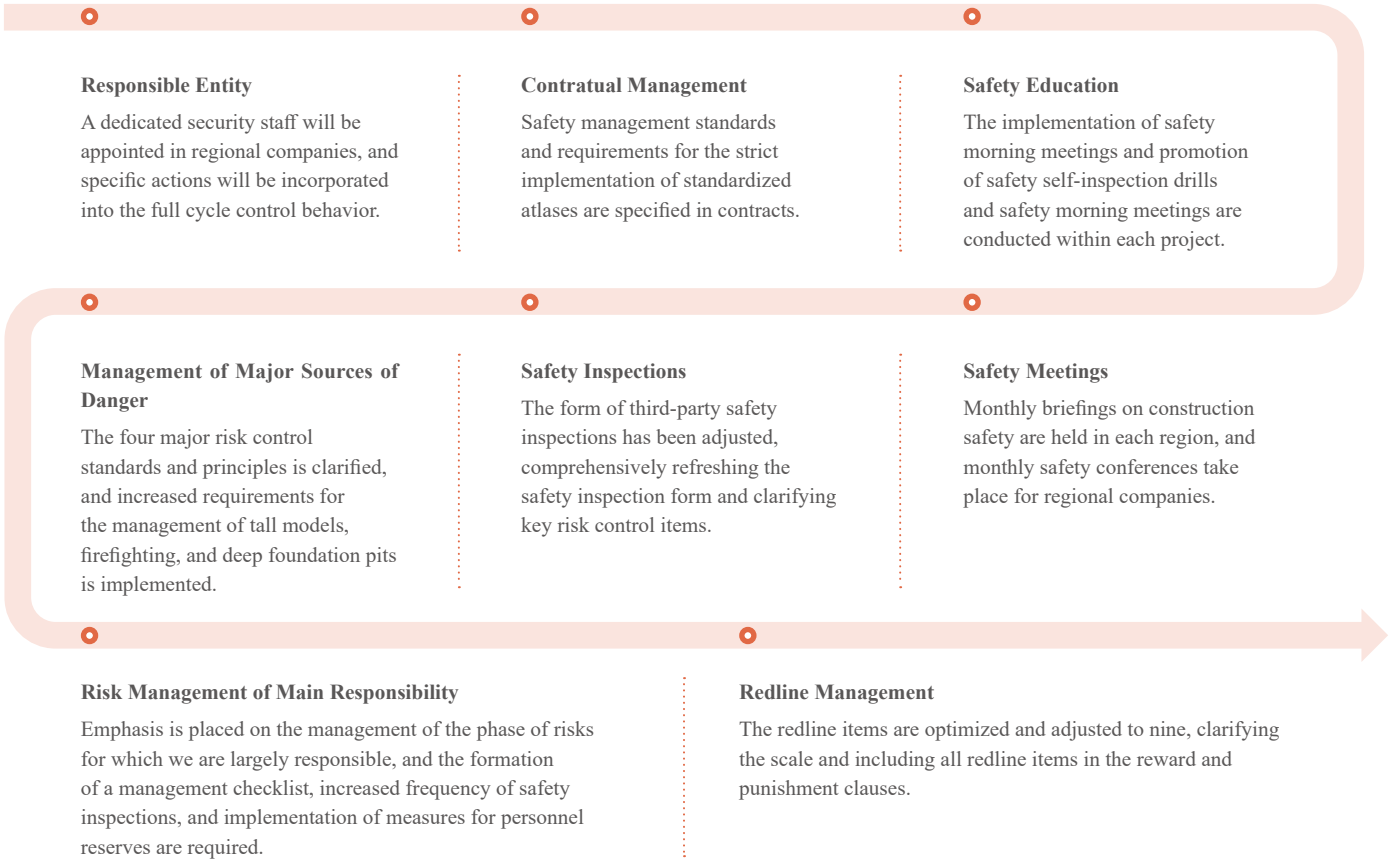 Responsible Entity
A dedicated security staff will be
appointed in regional companies, and
specific actions will be incorporated
into the full cycle control behavior.
Contratual Management
Safety management standards
and requirements for the strict
implementation of standardized
atlases are specified in contracts.
Safety Education
The implementation of safety
morning meetings and promotion
of safety self-inspection drills
and safety morning meetings are
conducted within each project.
Management of Major Sources of
Danger
The four major risk control
standards and principles is clarified,
and increased requirements for
the management of tall models,
firefighting, and deep foundation pits
is implemented.
Safety Inspections
The form of third-party safety
inspections has been adjusted,
comprehensively refreshing the
safety inspection form and clarifying
key risk control items.
Safety Meetings
Monthly briefings on construction
safety are held in each region, and
monthly safety conferences take
place for regional companies.
Risk Management of Main Responsibility
Emphasis is placed on the management of the phase of risks
for which we are largely responsible, and the formation
of a management checklist, increased frequency of safety
inspections, and implementation of measures for personnel
reserves are required.
Redline Management
The redline items are optimized and adjusted to nine, clarifying
the scale and including all redline items in the reward and
punishment clauses.